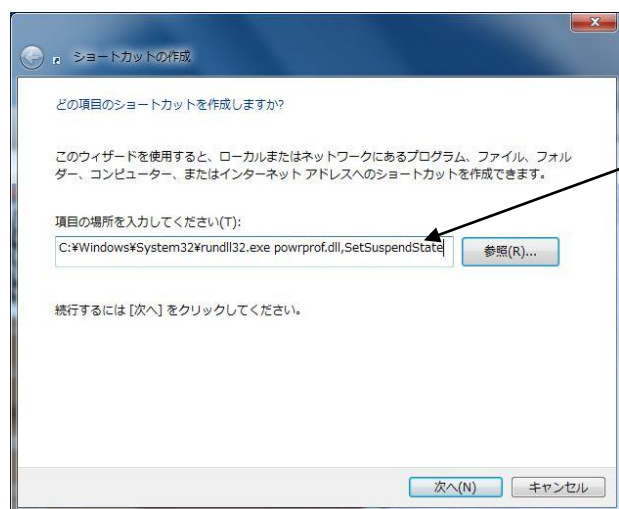 ショートカットの作成
どの項目のショートカットを作成しますか?
このウィザードを使用すると、ローカルまたはネットワークにあるプログラム、ファイル、フォル
ダー、コンピューター、またはインターネット アドレスへのショートカットを作成できます。
項目の場所を入力してください(T):
C:¥Windows¥System32¥rundll32.exe powrprof.dll,SetSuspendState
参照(R)...
続行するには [次へ] をクリックしてください。
次へ(N)
キャンセル